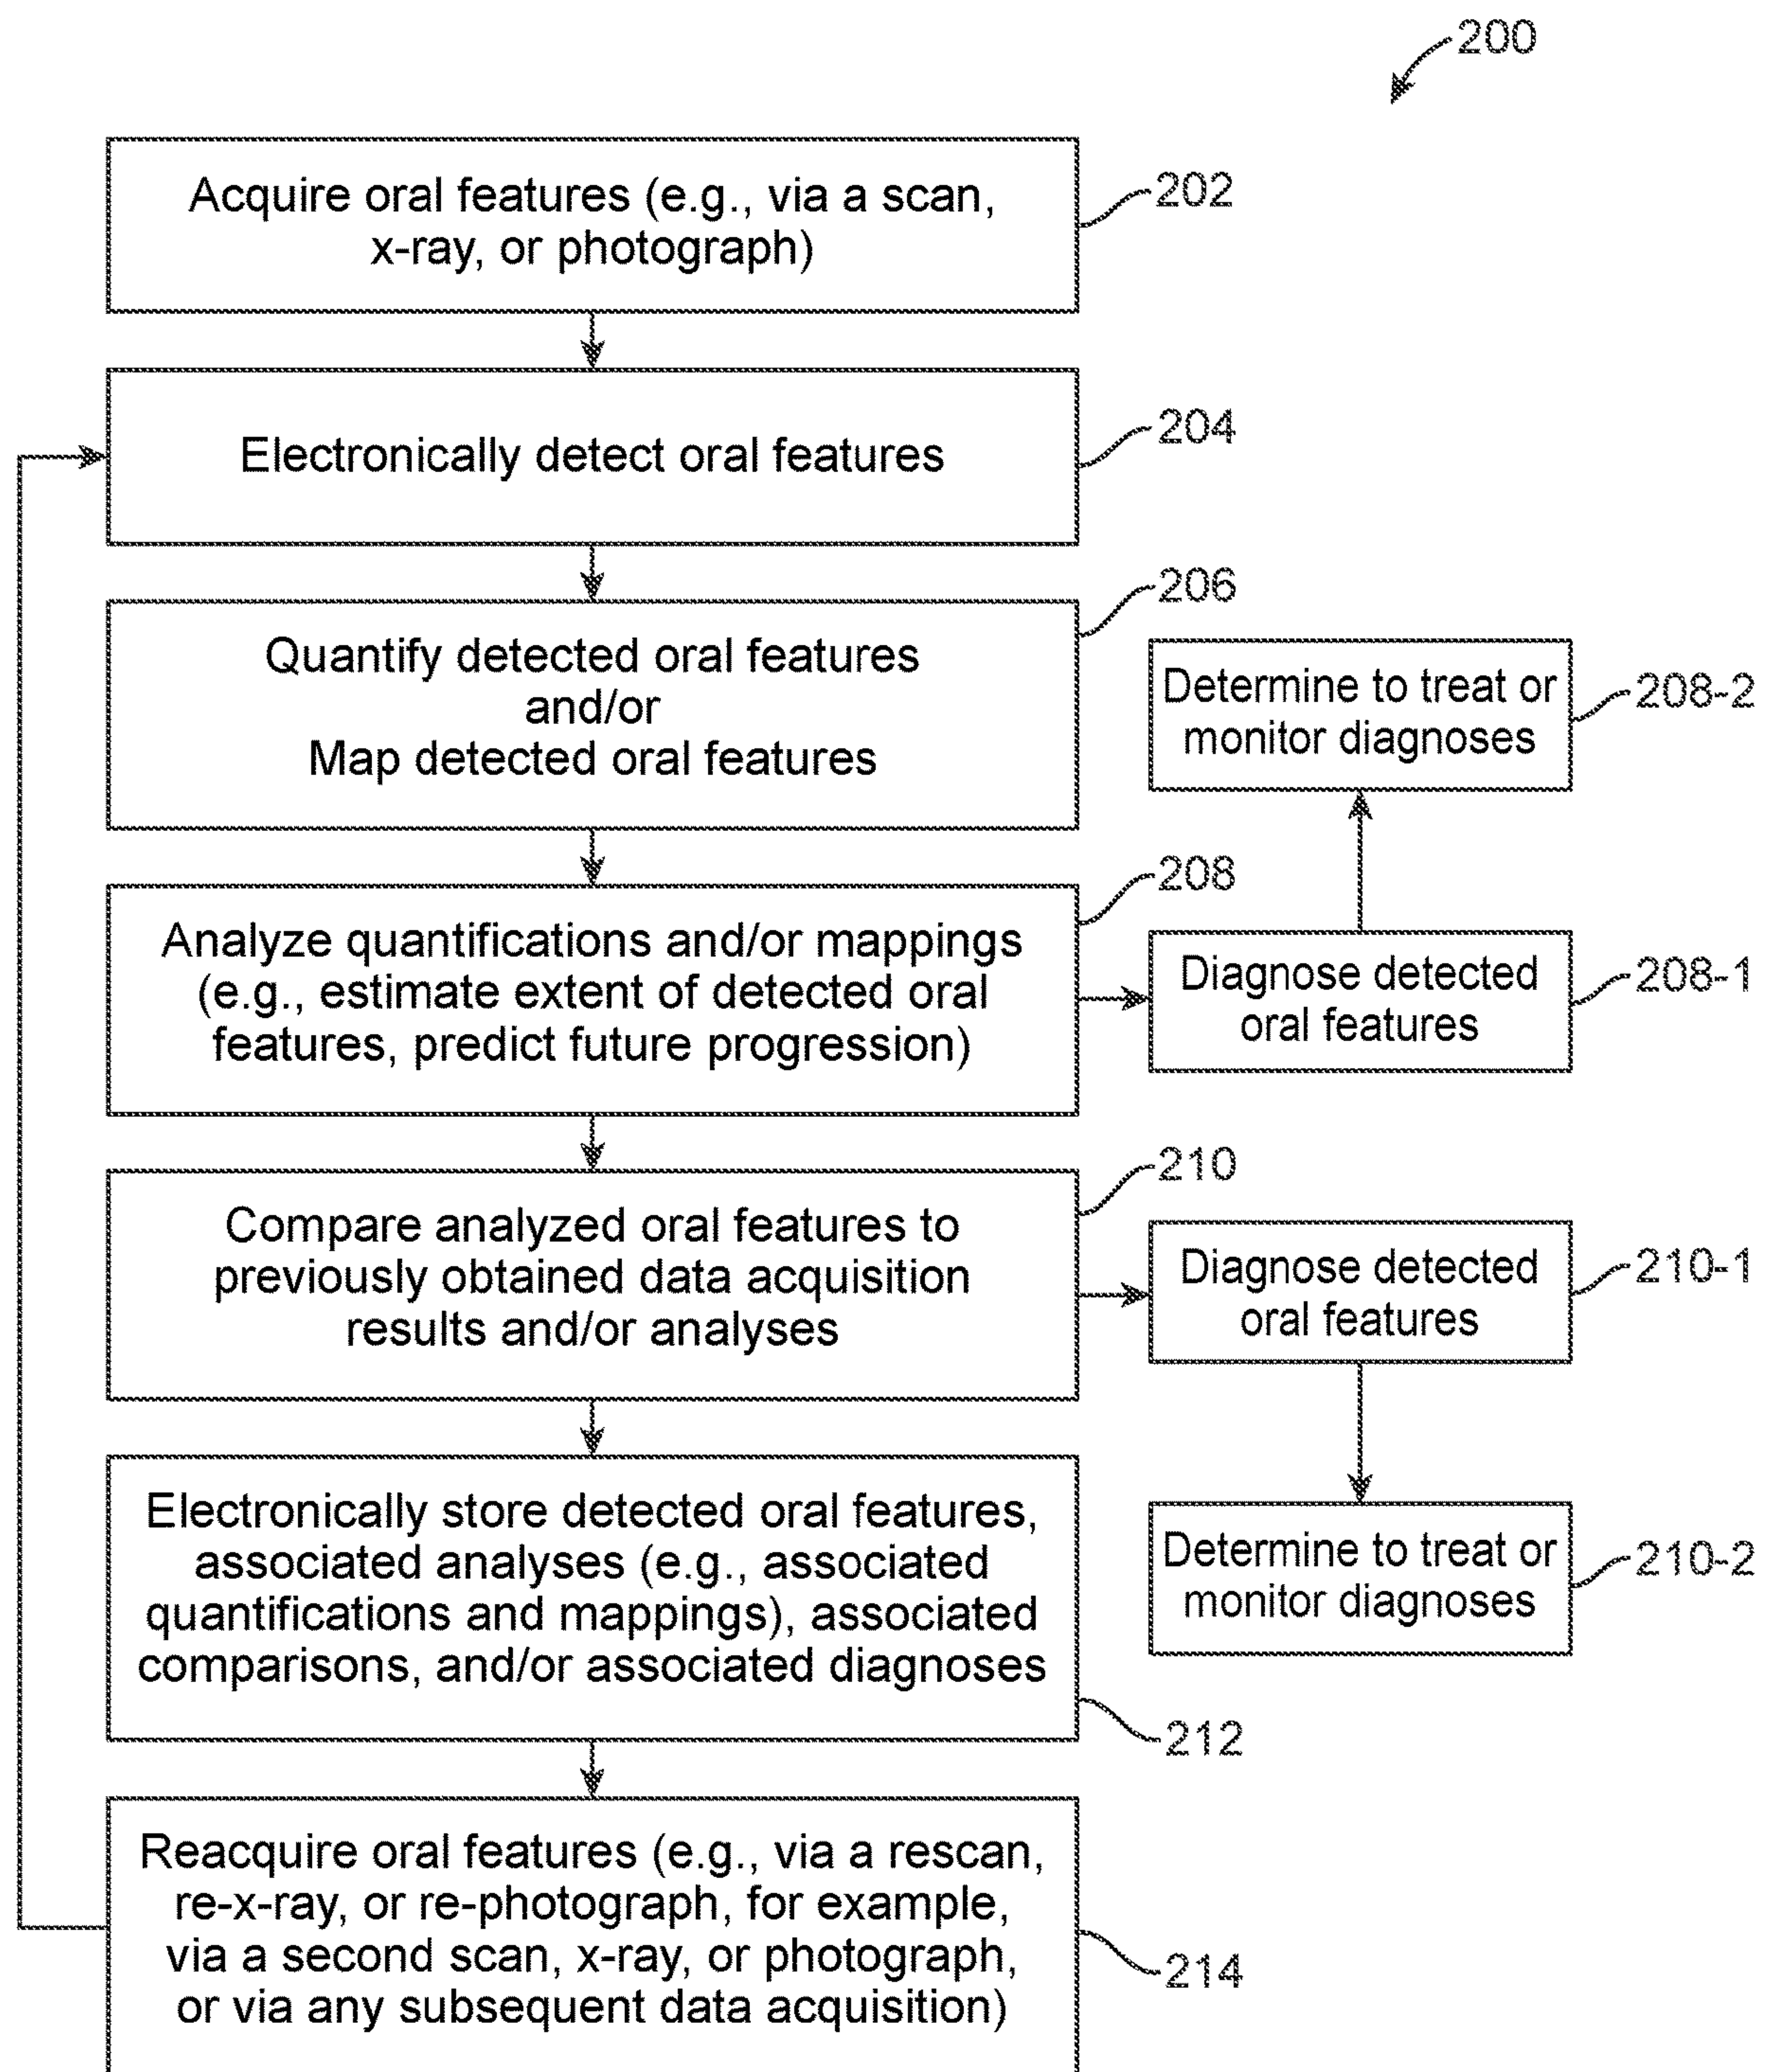 200
Acquire oral features (e.g., via a scan,
x-ray, or photograph)
202
Electronically detect oral features
204
Quantify detected oral features
and/or
Map detected oral features
206
Determine to treat or
monitor diagnoses
208-2
Analyze quantifications and/or mappings
(e.g., estimate extent of detected oral
features, predict future progression)
208
Diagnose detected
oral features
208-1
Compare analyzed oral features to
previously obtained data acquisition
results and/or analyses
210
Diagnose detected
oral features
210-1
Electronically store detected oral features,
associated analyses (e.g., associated
quantifications and mappings), associated
comparisons, and/or associated diagnoses
212
Determine to treat or
monitor diagnoses
210-2
Reacquire oral features (e.g., via a rescan,
re-x-ray, or re-photograph, for example,
via a second scan, x-ray, or photograph,
or via any subsequent data acquisition)
214